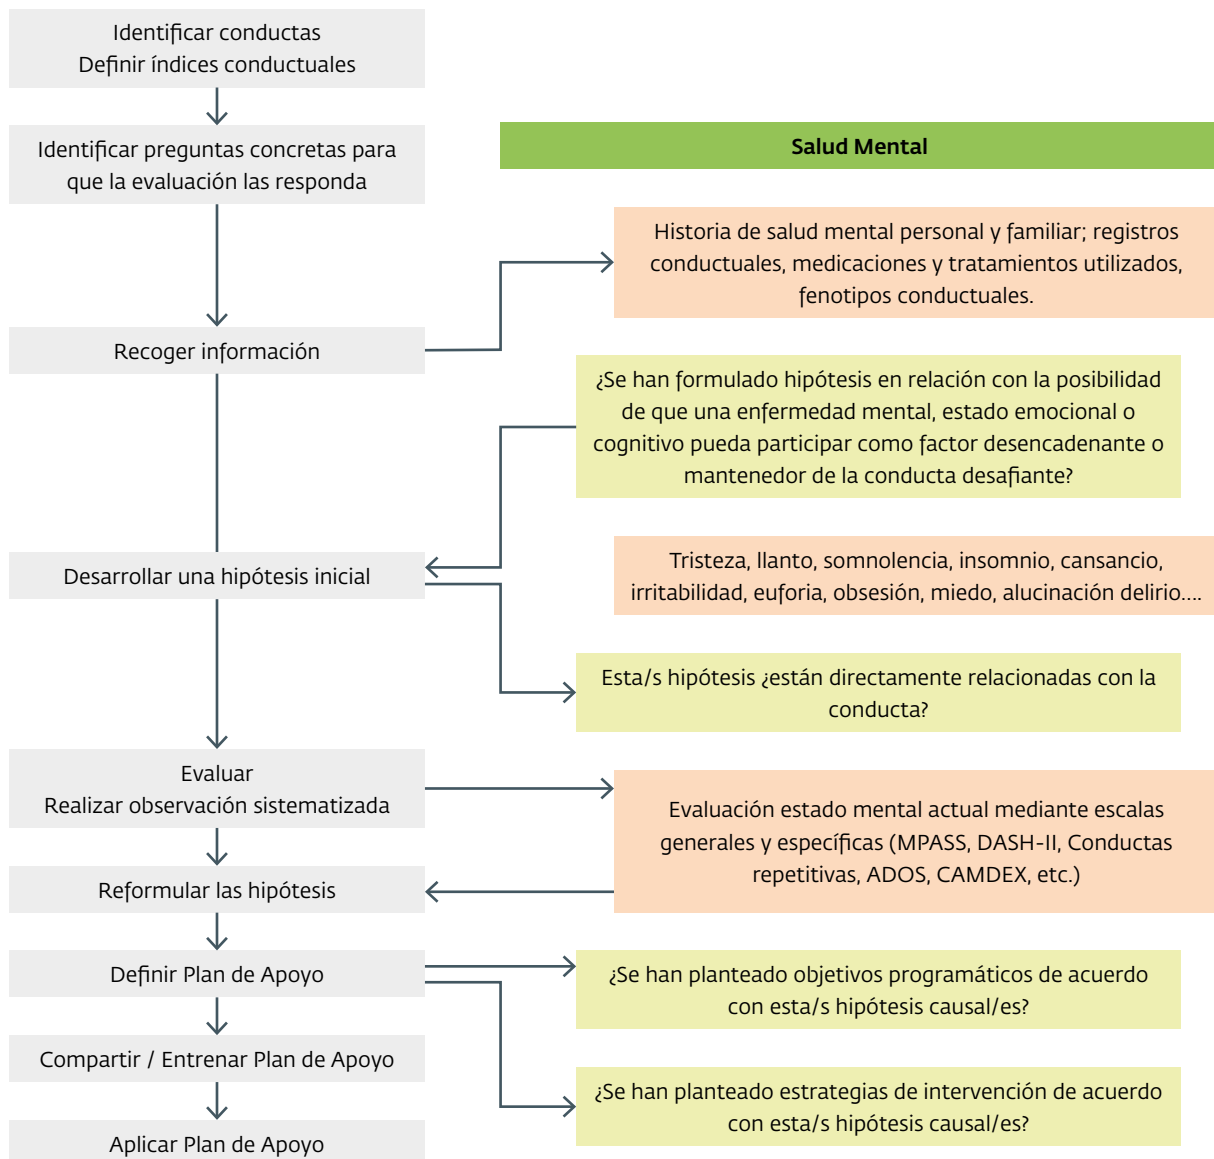 Identificar conductas
Definir índices conductuales
Identificar preguntas concretas para
que la evaluación las responda
Salud Mental
Historia de salud mental personal y familiar; registros
conductuales, medicaciones y tratamientos utilizados,
fenotipos conductuales.
Recoger información
¿Se han formulado hipótesis en relación con la posibilidad
de que una enfermedad mental, estado emocional o
cognitivo pueda participar como factor desencadenante o
mantenedor de la conducta desafiante?
Desarrollar una hipótesis inicial
Tristeza, llanto, somnolencia, insomnio, cansancio,
irritabilidad, euforia, obsesión, miedo, alucinación delirio....
Esta/s hipótesis ¿están directamente relacionadas con la
conducta?
Evaluar
Realizar observación sistematizada
Evaluación estado mental actual mediante escalas
generales y específicas (MPASS, DASH-II, Conductas
repetitivas, ADOS, CAMDEX, etc.)
Reformular las hipótesis
Definir Plan de Apoyo
¿Se han planteado objetivos programáticos de acuerdo
con esta/s hipótesis causal/es?
Compartir / Entrenar Plan de Apoyo
¿Se han planteado estrategias de intervención de acuerdo
con esta/s hipótesis causal/es?
Aplicar Plan de Apoyo